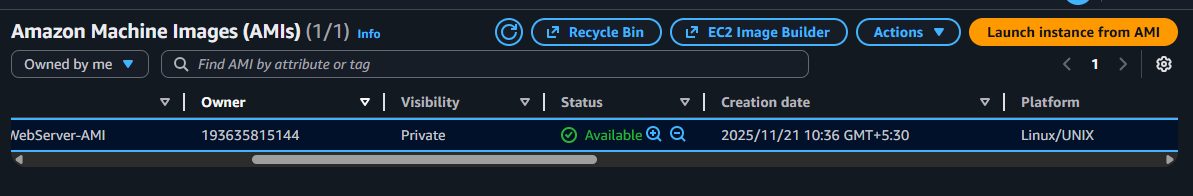 Amazon Machine Images (AMIs) (1/1) Info Recycle Bin EC2 Image Builder Actions Launch instance from AMI
Owned by me Find AMI by attribute or tag 1
Owner Visibility Status Creation date Platform
WebServer-AMI 193635815144 Private Available 2025/11/21 10:36 GMT+5:30 Linux/UNIX